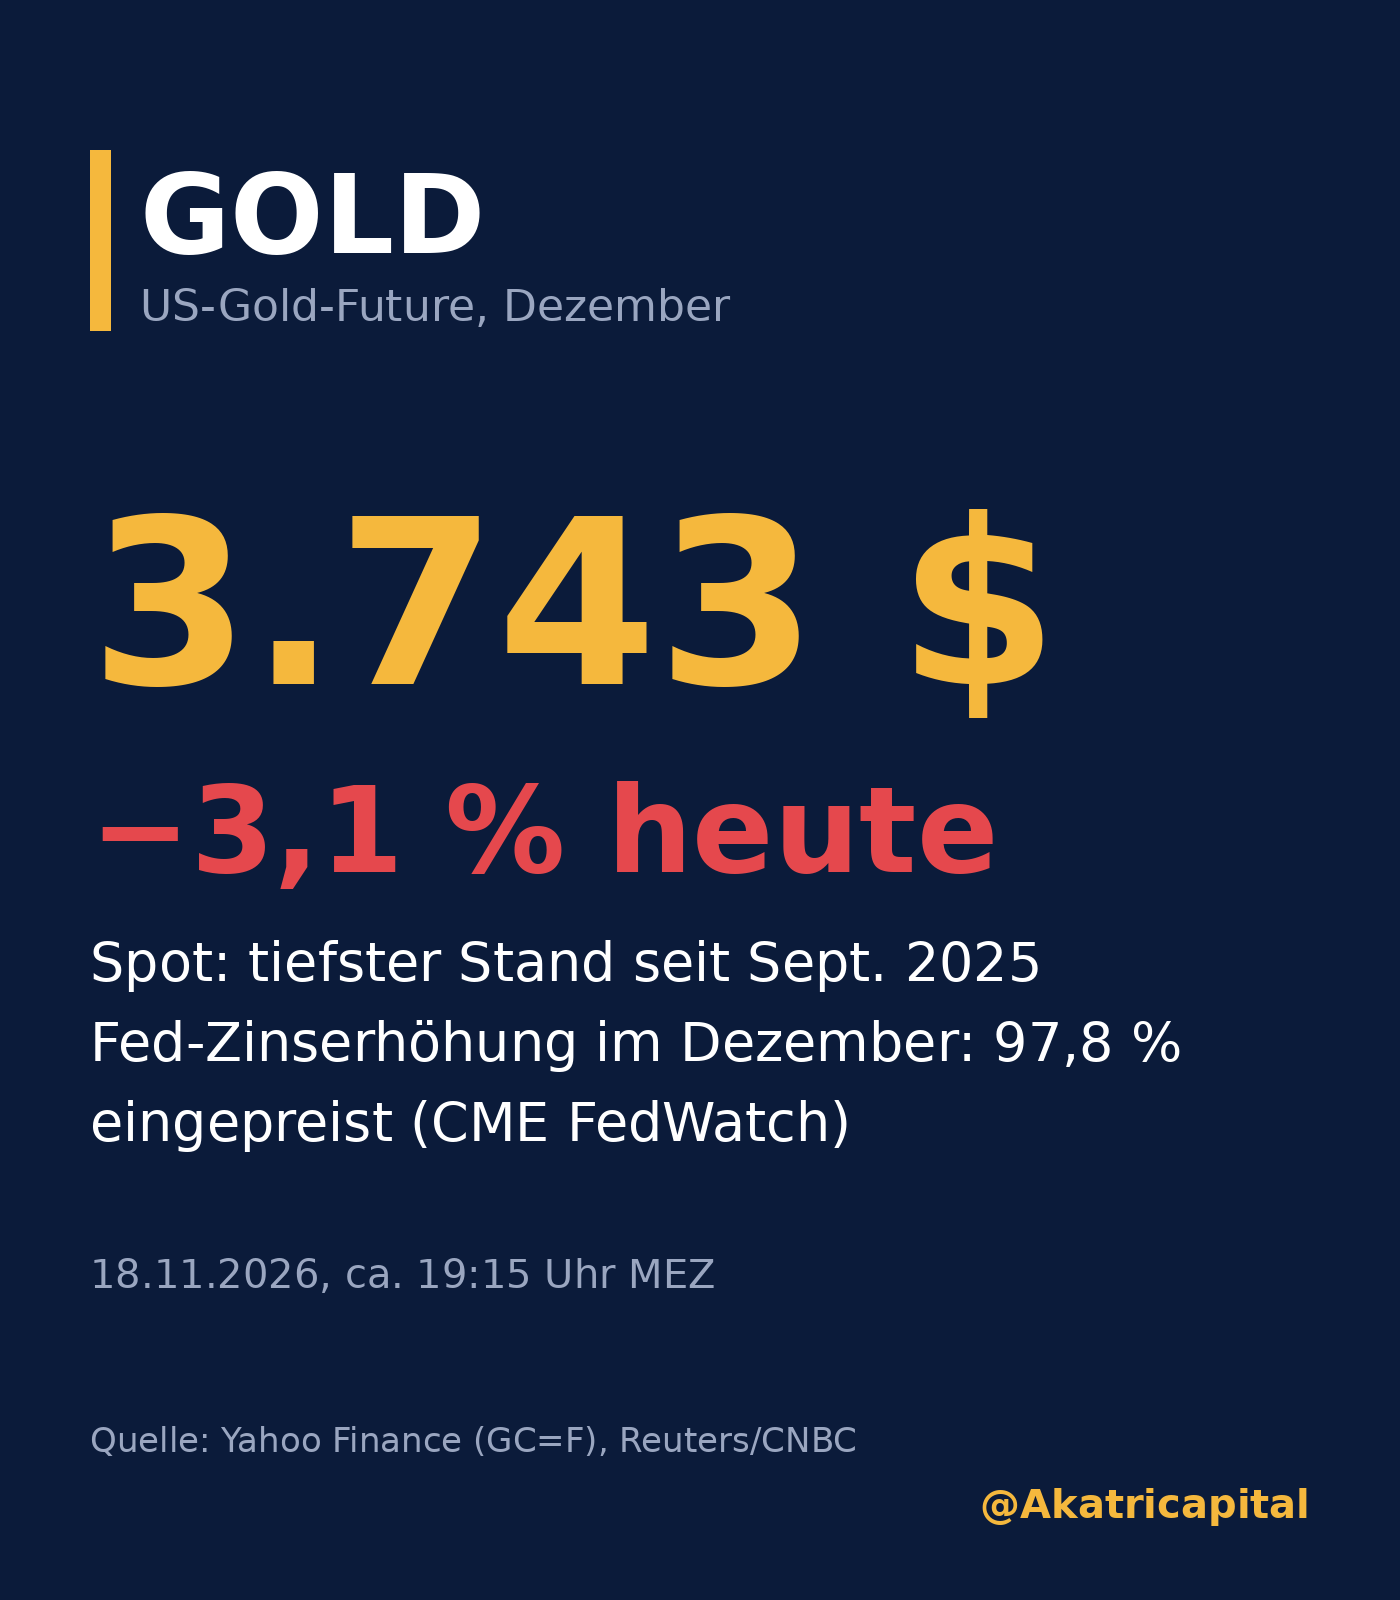 GOLD
US-Gold-Future, Dezember
3.743 $
−3,1 % heute
Spot: tiefster Stand seit Sept. 2025
Fed-Zinserhöhung im Dezember: 97,8 %
eingepreist (CME FedWatch)
18.11.2026, ca. 19:15 Uhr MEZ
Quelle: Yahoo Finance (GC=F), Reuters/CNBC
@Akatricapital